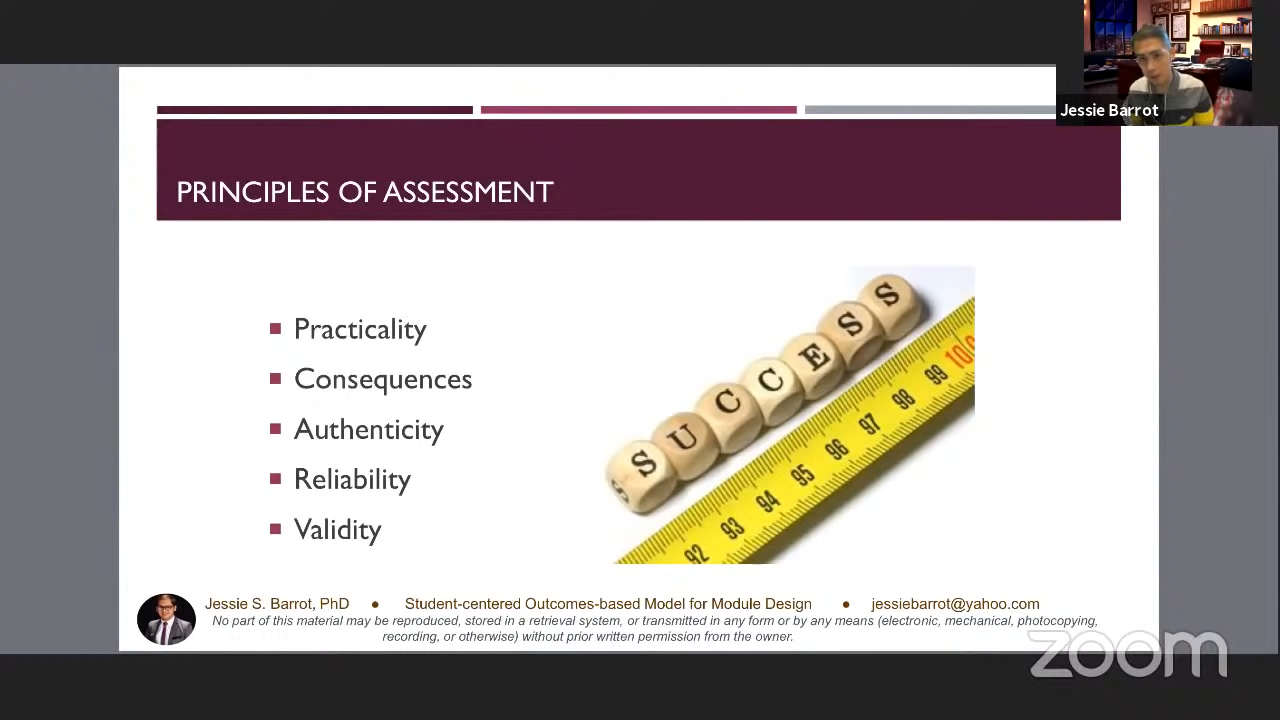 Jessie Barrot
PRINCIPLES OF ASSESSMENT
Practicality
Consequences
Authenticity
Reliability
Validity
SUCCESS
92 93 94 95 96 97 98 99 100
Jessie S. Barrot, PhD ● Student-centered Outcomes-based Model for Module Design ● jessiebarrot@yahoo.com
No part of this material may be reproduced, stored in a retrieval system, or transmitted in any form or by any means (electronic, mechanical, photocopying,
recording, or otherwise) without prior written permission from the owner.
zoom